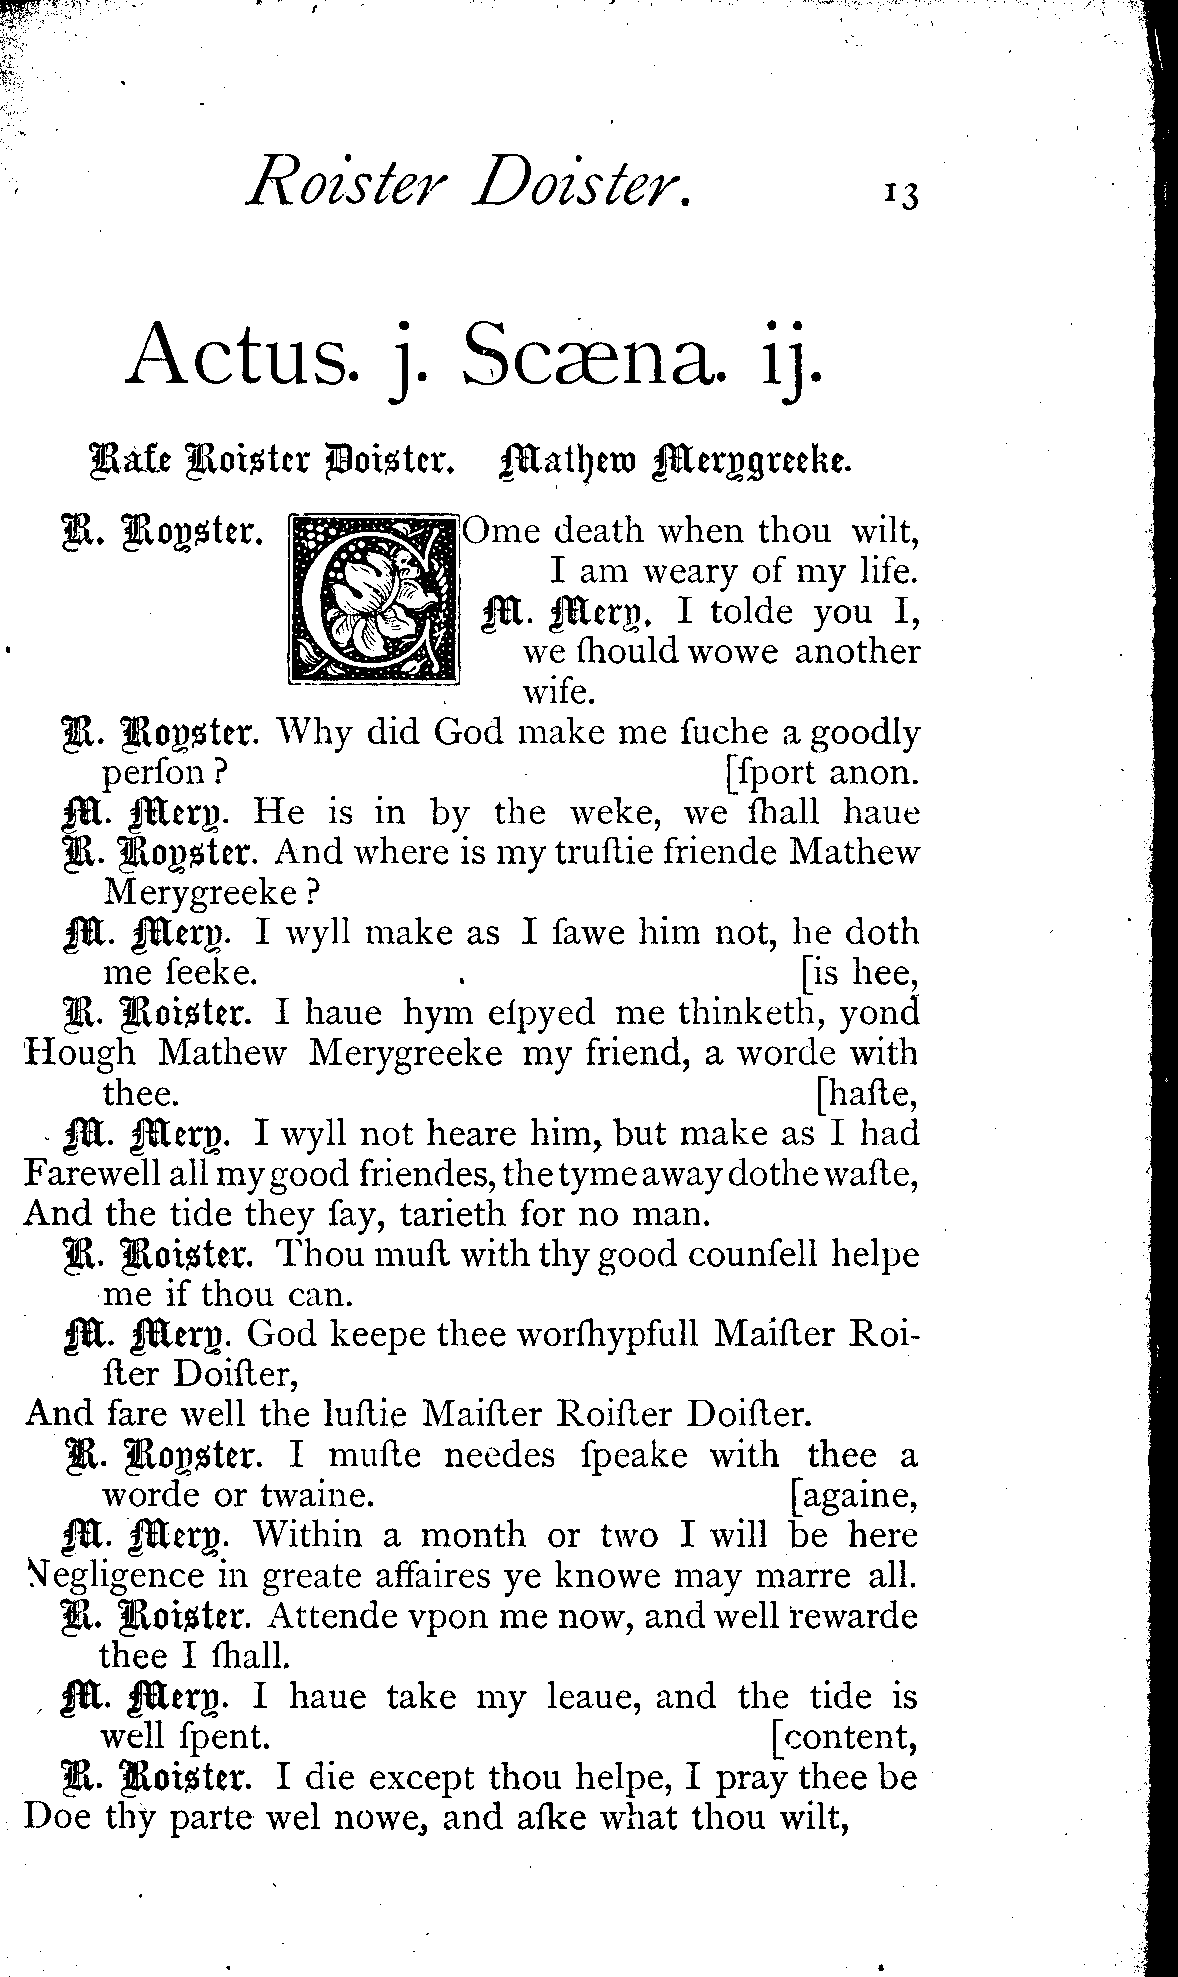 Roister Doister. 13
Actus. j. Scæna. ij.
Rafe Roister Doister. Mathew Merygreeke.
R. Royster. COme death when thou wilt,
I am weary of my life.
M. Mery. I tolde you I,
we ſhould wowe another
wife.
R. Royster. Why did God make me ſuche a goodly
perſon ? [ſport anon.
M. Mery. He is in by the weke, we ſhall haue
R. Royster. And where is my truſtie friende Mathew
Merygreeke ?
M. Mery. I wyll make as I ſawe him not, he doth
me ſeeke. [is hee,
R. Roister. I haue hym eſpyed me thinketh, yond
Hough Mathew Merygreeke my friend, a worde with
thee. [haſte,
M. Mery. I wyll not heare him, but make as I had
Farewell all my good friendes, the tyme away dothe waſte,
And the tide they ſay, tarieth for no man.
R. Roister. Thou muſt with thy good counſell helpe
me if thou can.
M. Mery. God keepe thee worſhypfull Maiſter Roi-
ſter Doiſter,
And fare well the luſtie Maiſter Roiſter Doiſter.
R. Royster. I muſte needes ſpeake with thee a
worde or twaine. [againe,
M. Mery. Within a month or two I will be here
Negligence in greate affaires ye knowe may marre all.
R. Roister. Attende vpon me now, and well rewarde
thee I ſhall.
M. Mery. I haue take my leaue, and the tide is
well ſpent. [content,
R. Roister. I die except thou helpe, I pray thee be
Doe thy parte wel nowe, and aſke what thou wilt,